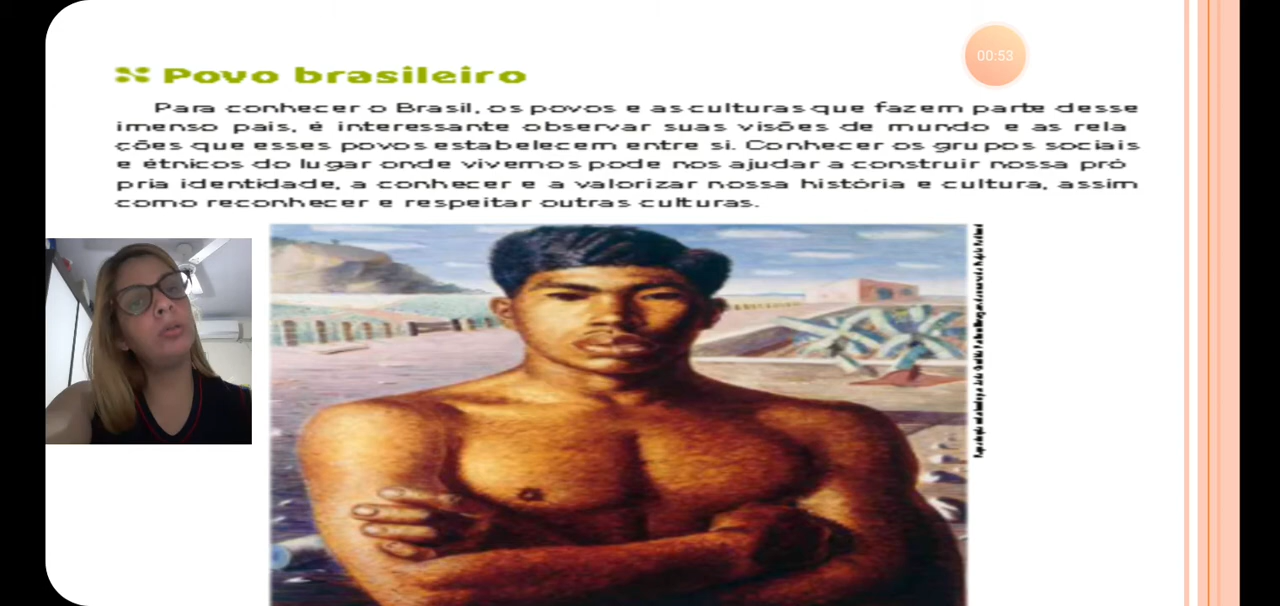 Povo brasileiro
00:53
Para conhecer o Brasil, os povos e as culturas que fazem parte desse
imenso país, é interessante observar suas visões de mundo e as rela
ções que esses povos estabelecem entre si. Conhecer os grupos sociais
e étnicos do lugar onde vivemos pode nos ajudar a construir nossa pró
pria identidade, a conhecer e a valorizar nossa história e cultura, assim
como reconhecer e respeitar outras culturas.